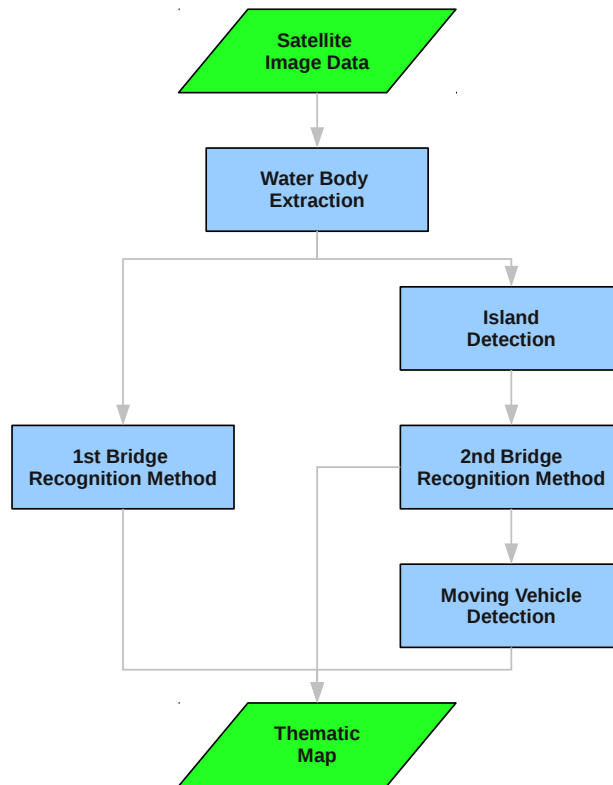 Satellite
Image Data
Water Body
Extraction
Island
Detection
1st Bridge
Recognition Method
2nd Bridge
Recognition Method
Moving Vehicle
Detection
Thematic
Map